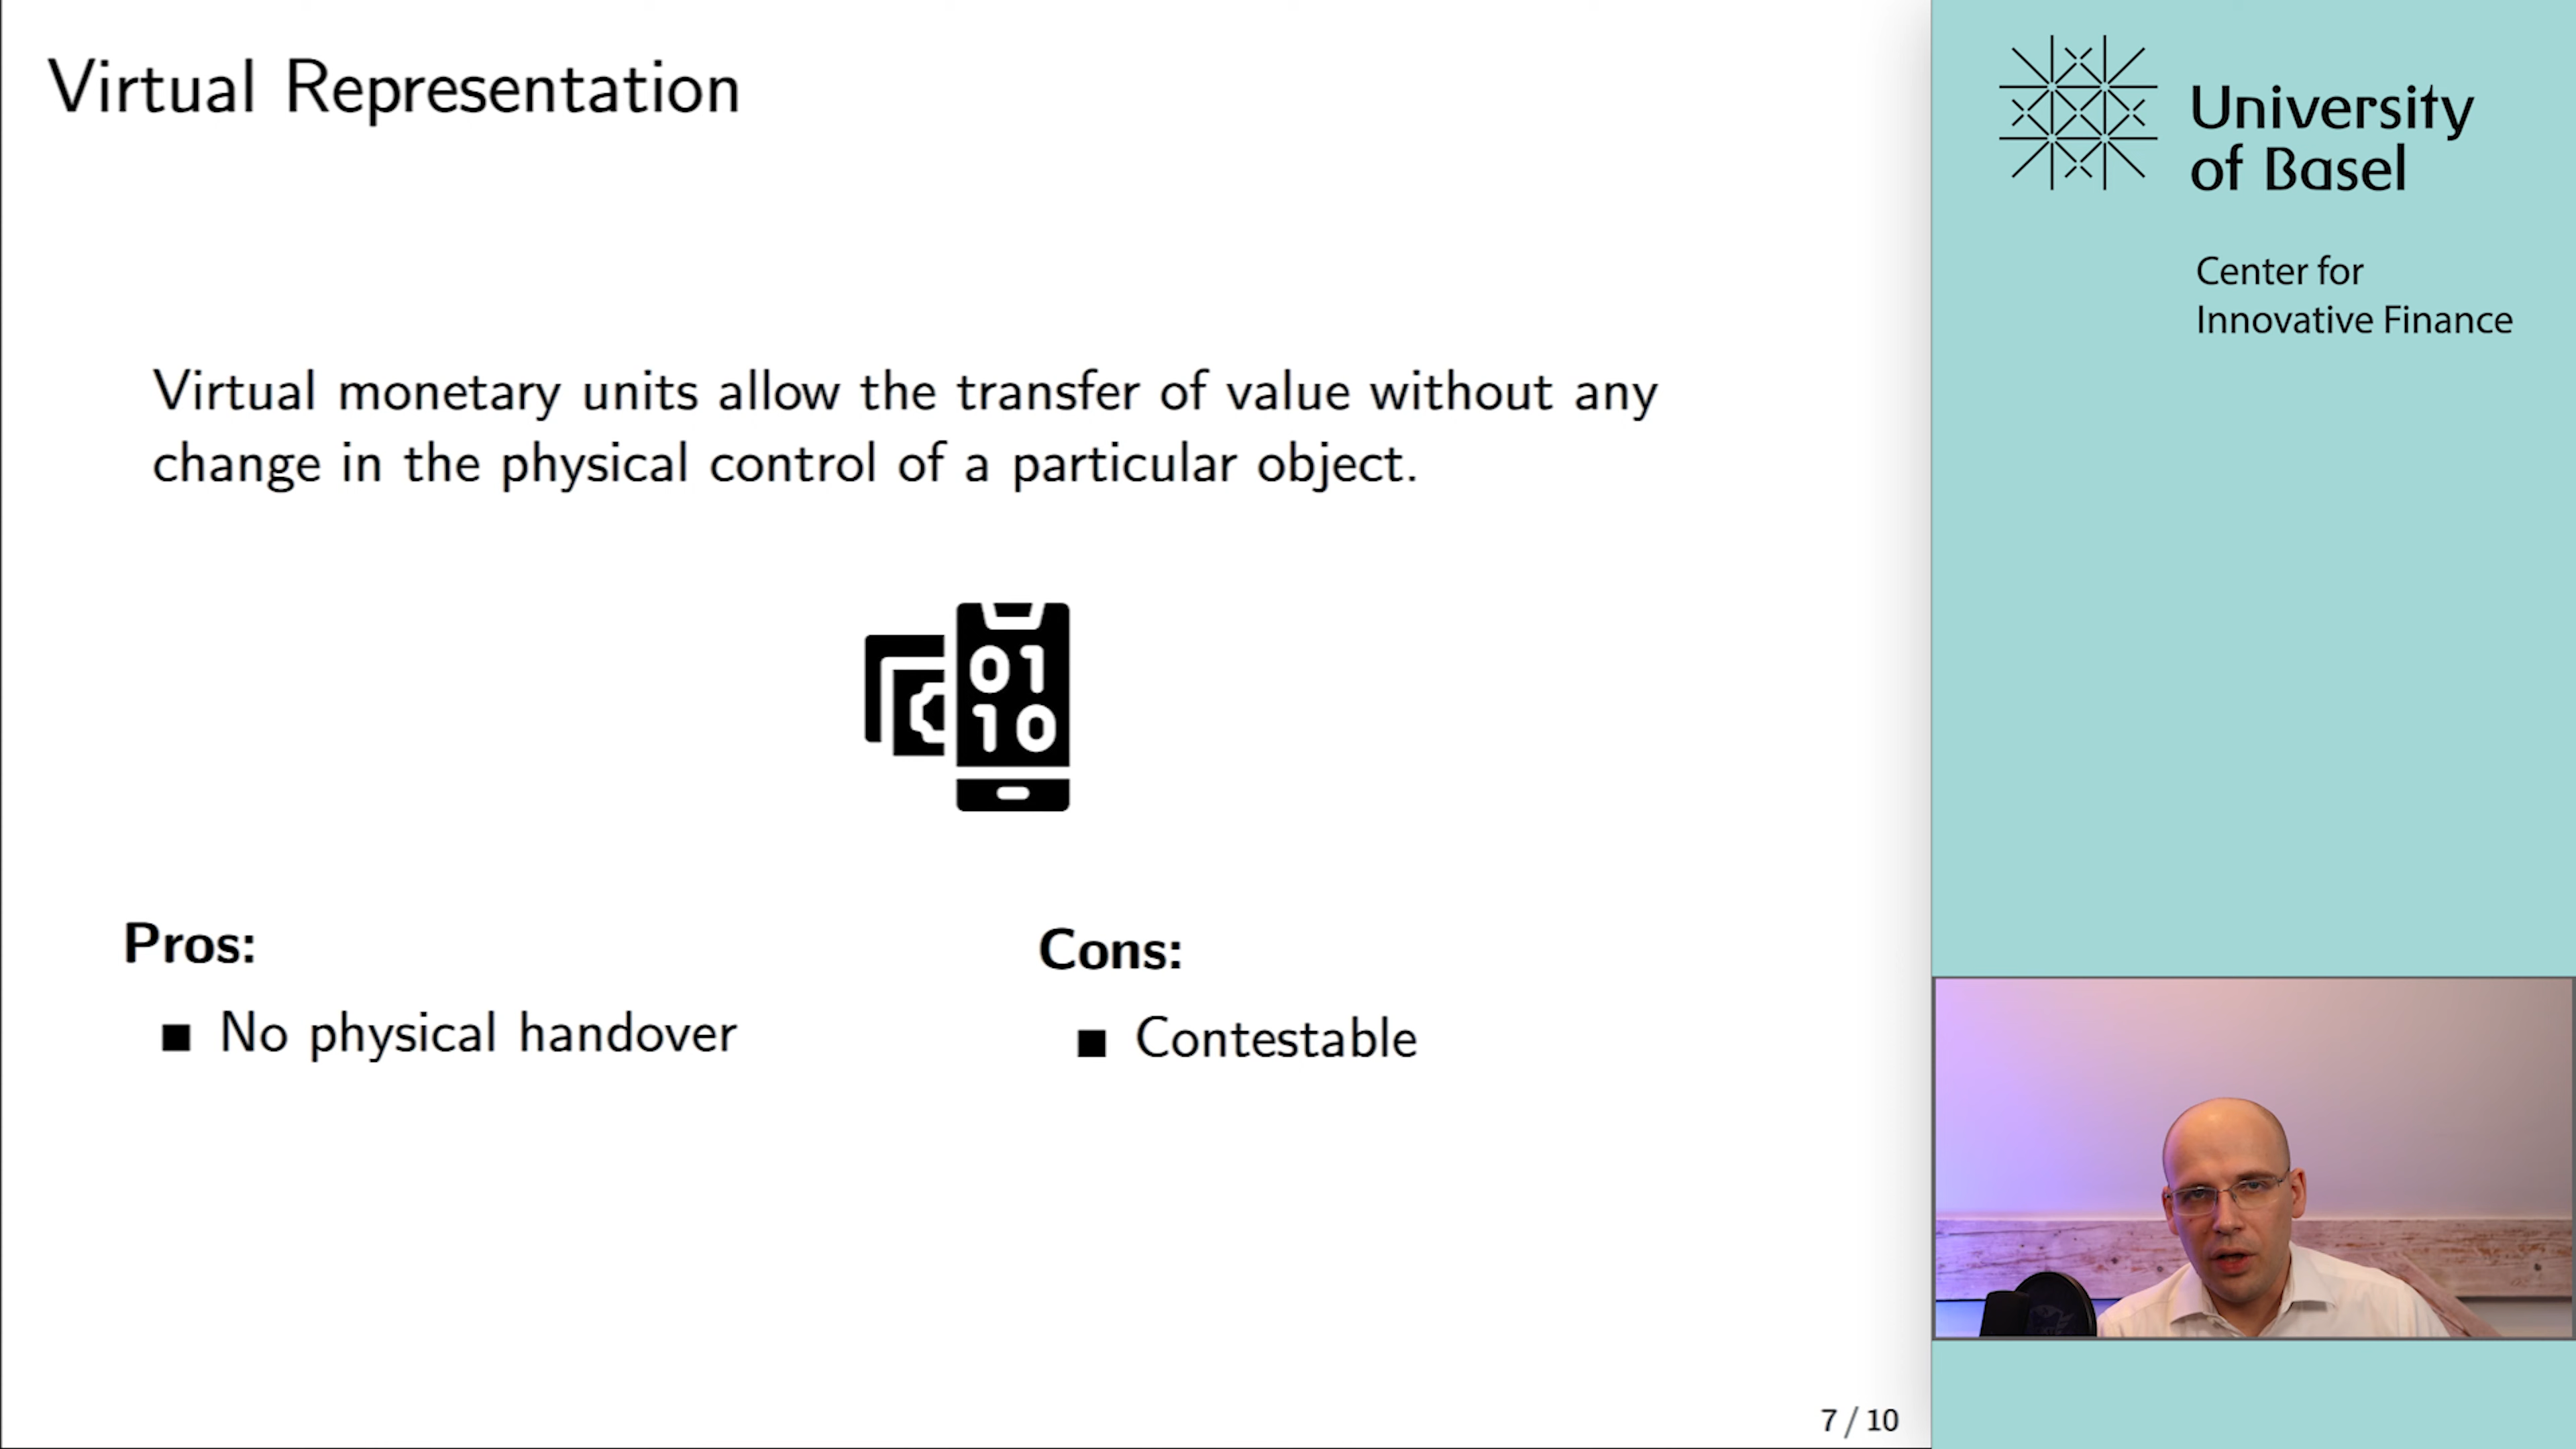 Virtual Representation
Virtual monetary units allow the transfer of value without any
change in the physical control of a particular object.
01
10
Pros:
■ No physical handover
Cons:
■ Contestable
7 / 10
University
of Basel
Center for
Innovative Finance